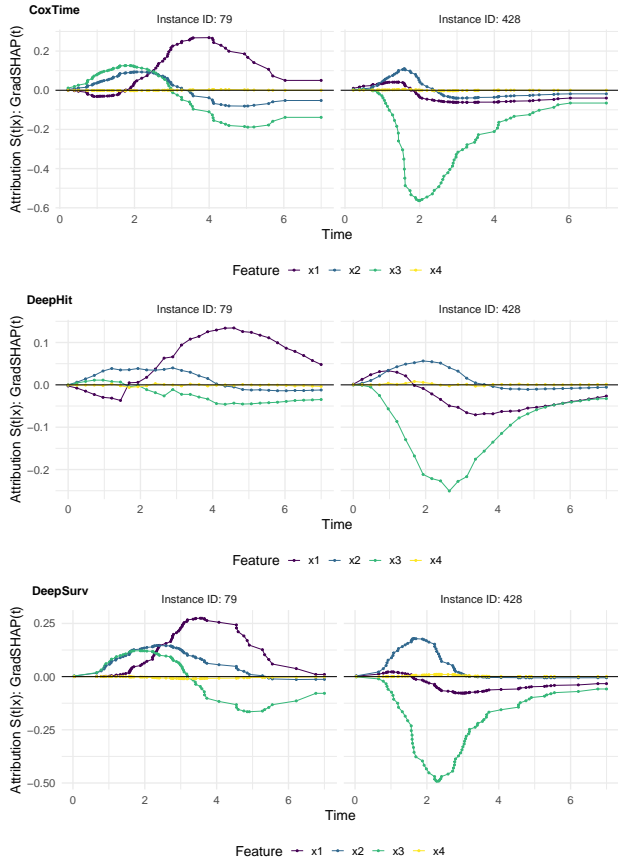 CoxTime
Instance ID: 79
Instance ID: 428
Attribution S(t|x): GradSHAP(t)
0.2
0.0
−0.2
−0.4
−0.6
0 2 4 6
0 2 4 6
Time
Feature x1 x2 x3 x4
DeepHit
Instance ID: 79
Instance ID: 428
Attribution S(t|x): GradSHAP(t)
0.1
0.0
−0.1
−0.2
0 2 4 6
0 2 4 6
Time
Feature x1 x2 x3 x4
DeepSurv
Instance ID: 79
Instance ID: 428
Attribution S(t|x): GradSHAP(t)
0.25
0.00
−0.25
−0.50
0 2 4 6
0 2 4 6
Time
Feature x1 x2 x3 x4